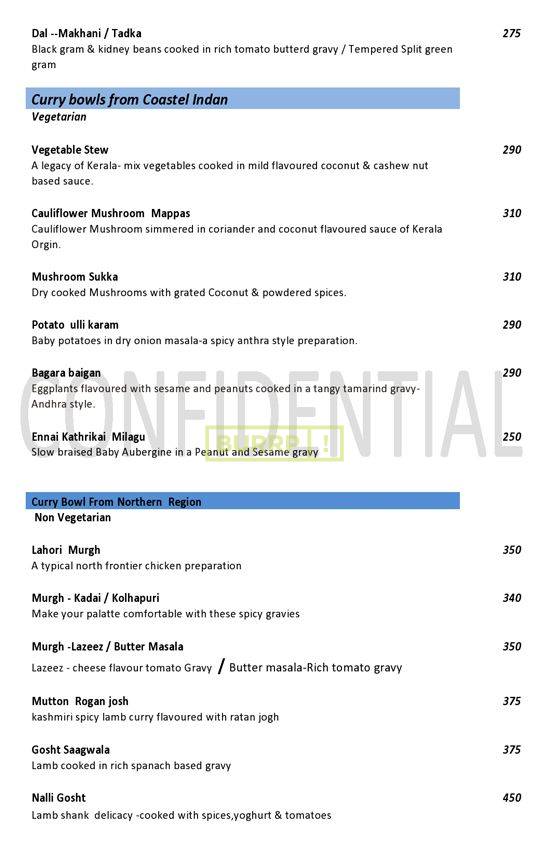 Dal --Makhani / Tadka 275
Black gram & kidney beans cooked in rich tomato butterd gravy / Tempered Split green
gram
Curry bowls from Coastel Indan
Vegetarian
Vegetable Stew 290
A legacy of Kerala- mix vegetables cooked in mild flavoured coconut & cashew nut
based sauce.
Cauliflower Mushroom Mappas 310
Cauliflower Mushroom simmered in coriander and coconut flavoured sauce of Kerala
Orgin.
Mushroom Sukka 310
Dry cooked Mushrooms with grated Coconut & powdered spices.
Potato ulli karam 290
Baby potatoes in dry onion masala-a spicy anthra style preparation.
Bagara baigan 290
Eggplants flavoured with sesame and peanuts cooked in a tangy tamarind gravy-
Andhra style.
CONFIDENTIAL
Ennai Kathrikai Milagu 250
BURRP!
Slow braised Baby Aubergine in a Peanut and Sesame gravy
Curry Bowl From Northern Region
Non Vegetarian
Lahori Murgh 350
A typical north frontier chicken preparation
Murgh - Kadai / Kolhapuri 340
Make your palatte comfortable with these spicy gravies
Murgh -Lazeez / Butter Masala 350
Lazeez - cheese flavour tomato Gravy / Butter masala-Rich tomato gravy
Mutton Rogan josh 375
kashmiri spicy lamb curry flavoured with ratan jogh
Gosht Saagwala 375
Lamb cooked in rich spanach based gravy
Nalli Gosht 450
Lamb shank delicacy -cooked with spices,yoghurt & tomatoes